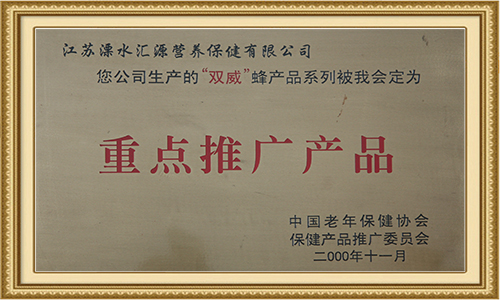 江苏溧水汇源营养保健有限公司
您公司生产的“双威”蜂产品系列被我会定为
重点推广产品
中国老年保健协会
保健产品推广委员会
二000年十一月